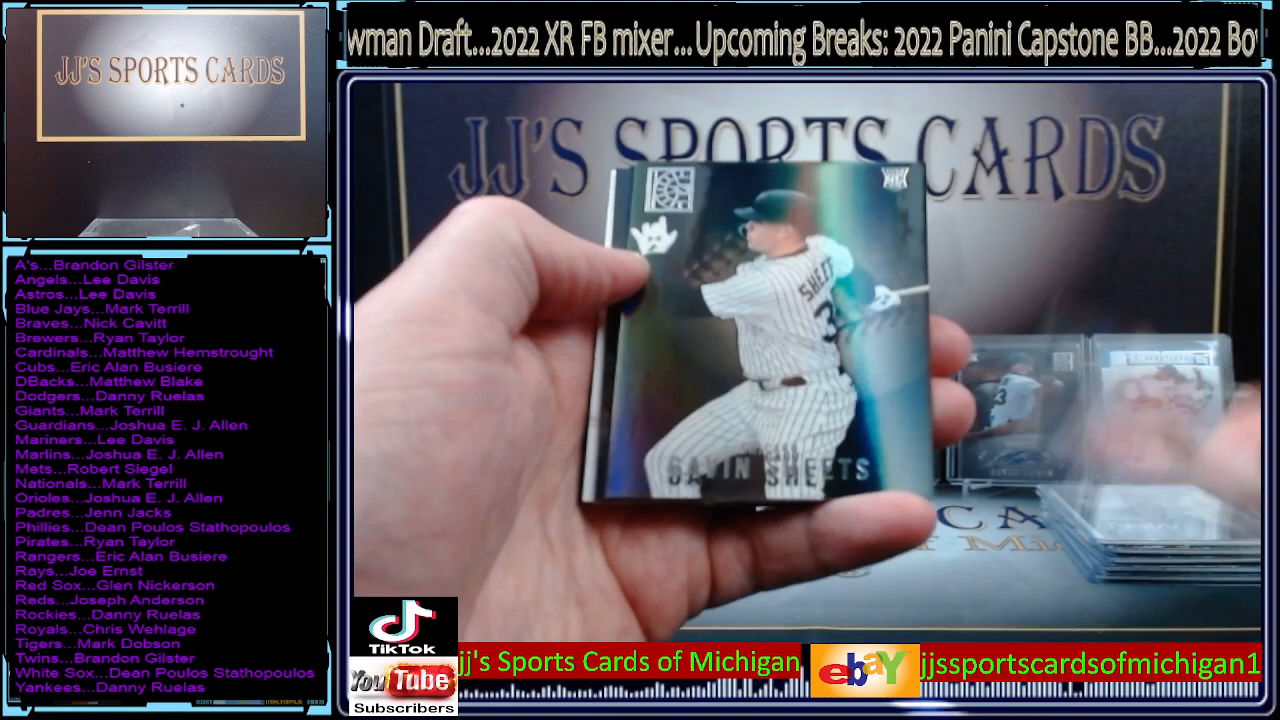 JJ'S SPORTS CARDS
wman Draft...2022 XR FB mixer...Upcoming Breaks: 2022 Panini Capstone BB...2022 Bo
JJ'S SPORTS CARDS
SHEETS
3
GAVIN SHEETS
A's...Brandon Gilster
Angels...Lee Davis
Astros...Lee Davis
Blue Jays...Mark Terrill
Braves...Nick Cavitt
Brewers...Ryan Taylor
Cardinals...Matthew Hemstrought
Cubs...Eric Alan Busiere
DBacks...Matthew Blake
Dodgers...Danny Ruelas
Giants...Mark Terrill
Guardians...Joshua E. J. Allen
Mariners...Lee Davis
Marlins...Joshua E. J. Allen
Mets...Robert Siegel
Nationals...Mark Terrill
Orioles...Joshua E. J. Allen
Padres...Jenn Jacks
Phillies...Dean Poulos Stathopoulos
Pirates...Ryan Taylor
Rangers...Eric Alan Busiere
Rays...Joe Ernst
Red Sox...Glen Nickerson
Reds...Joseph Anderson
Rockies...Danny Ruelas
Royals...Chris Wehlage
Tigers...Mark Dobson
Twins...Brandon Gilster
White Sox...Dean Poulos Stathopoulos
Yankees...Danny Ruelas
TikTok
YouTube
Subscribers
jj's Sports Cards of Michigan
ebay
jjssportscardsofmichigan1